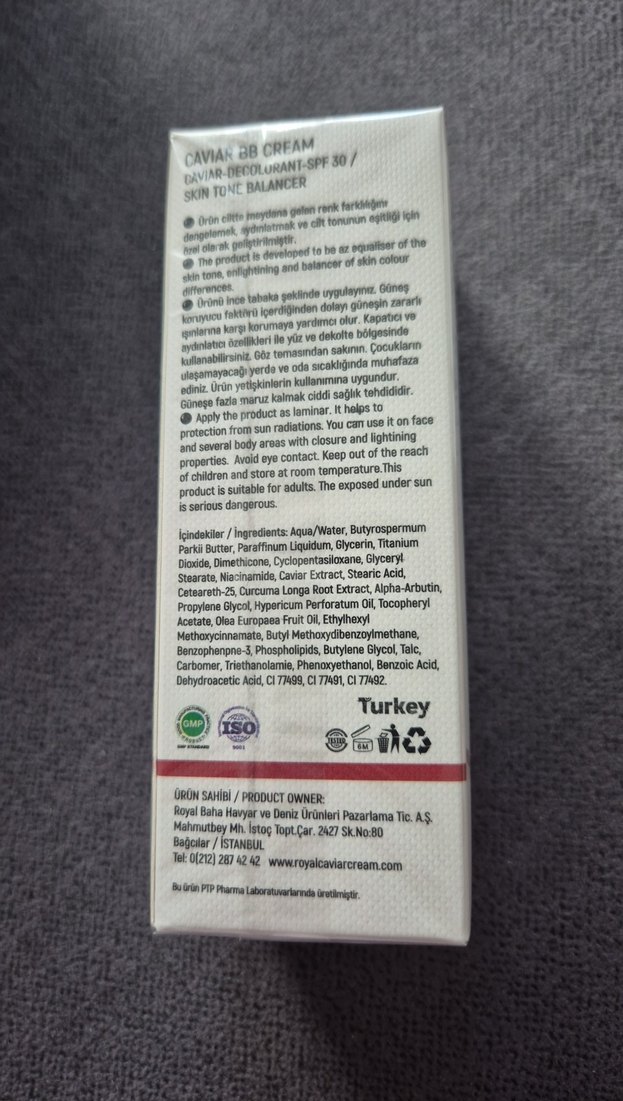 CAVIAR BB CREAM
CAVIAR-DECOLORANT-SPF 30 /
SKIN TONE BALANCER
Ürün ciltte meydana gelen renk farklılığını
dengelemek, aydınlatmak ve cilt tonunun eşitliği için
özel olarak geliştirilmiştir.
The product is developed to be az equaliser of the
skin tone, enlightining and balancer of skin colour
differences.
Ürünü ince tabaka şeklinde uygulayınız. Güneş
koruyucu faktörü içerdiğinden dolayı güneşin zararlı
ışınlarına karşı korumaya yardımcı olur. Kapatıcı ve
aydınlatıcı özellikleri ile yüz ve dekolte bölgesinde
kullanabilirsiniz. Göz temasından sakının. Çocukların
ulaşamayacağı yerde ve oda sıcaklığında muhafaza
ediniz. Ürün yetişkinlerin kullanımına uygundur.
Güneşe fazla maruz kalmak ciddi sağlık tehdididir.
Apply the product as laminar. It helps to
protection from sun radiations. You can use it on face
and several body areas with closure and lightining
properties. Avoid eye contact. Keep out of the reach
of children and store at room temperature.This
product is suitable for adults. The exposed under sun
is serious dangerous.
İçindekiler / İngredients: Aqua/Water, Butyrospermum
Parkii Butter, Paraffinum Liquidum, Glycerin, Titanium
Dioxide, Dimethicone, Cyclopentasiloxane, Glyceryl
Stearate, Niacinamide, Caviar Extract, Stearic Acid,
Ceteareth-25, Curcuma Longa Root Extract, Alpha-Arbutin,
Propylene Glycol, Hypericum Perforatum Oil, Tocopheryl
Acetate, Olea Europaea Fruit Oil, Ethylhexyl
Methoxycinnamate, Butyl Methoxydibenzoylmethane,
Benzophenpne-3, Phospholipids, Butylene Glycol, Talc,
Carbomer, Triethanolamie, Phenoxyethanol, Benzoic Acid,
Dehydroacetic Acid, CI 77499, CI 77491, CI 77492.
Turkey
GMP
GMP STANDARD
ISO
9001
TESTED
6M
ÜRÜN SAHİBİ / PRODUCT OWNER:
Royal Baha Havyar ve Deniz Ürünleri Pazarlama Tic. A.Ş.
Mahmutbey Mh. İstoç Topt.Çar. 2427 Sk.No:80
Bağcılar / İSTANBUL
Tel: 0(212) 287 42 42 www.royalcaviarcream.com
Bu ürün PTP Pharma Laboratuvarlarında üretilmiştir.